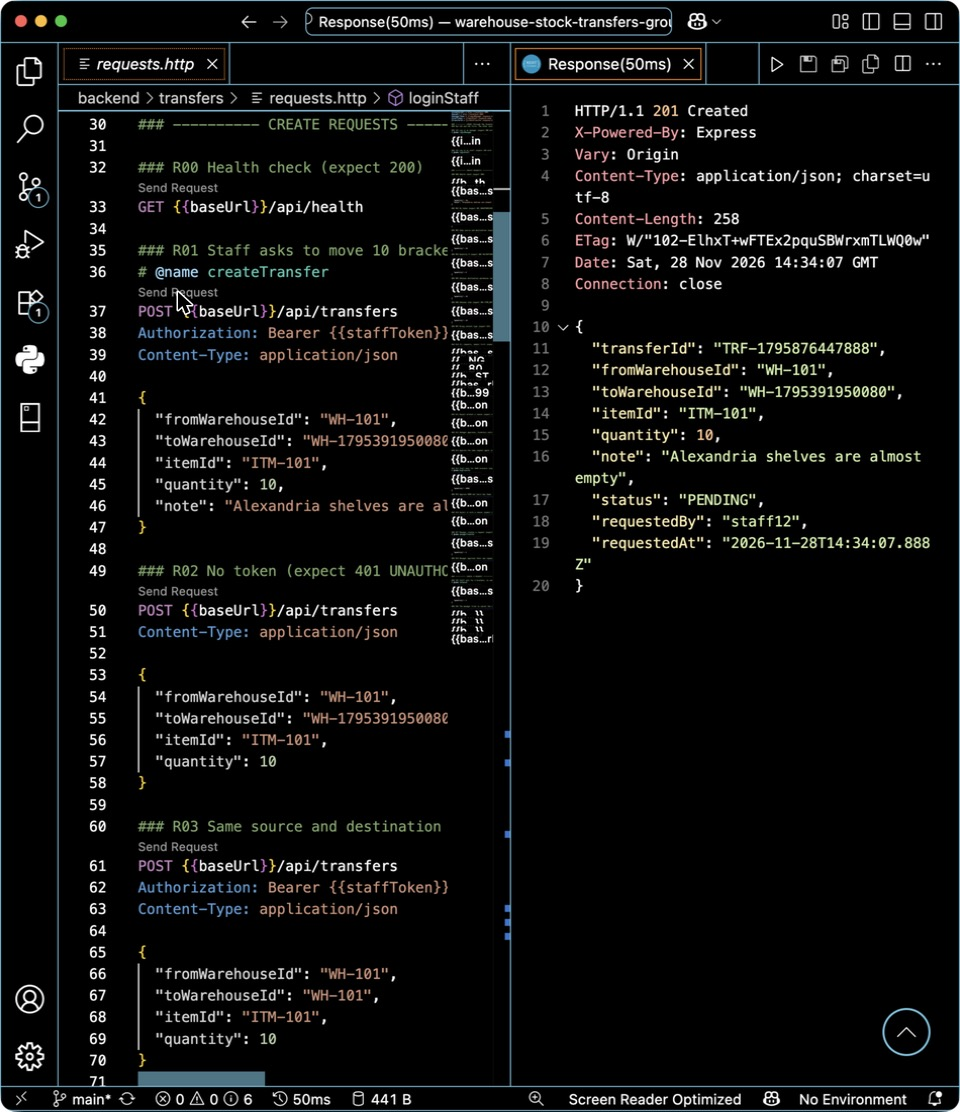 Response(50ms) — warehouse-stock-transfers-grou
requests.http
Response(50ms)
backend > transfers > requests.http > loginStaff
30 ### ---------- CREATE REQUESTS -----
31
32 ### R00 Health check (expect 200)
Send Request
33 GET {{baseUrl}}/api/health
34
35 ### R01 Staff asks to move 10 bracke
36 # @name createTransfer
Send Request
37 POST {{baseUrl}}/api/transfers
38 Authorization: Bearer {{staffToken}}
39 Content-Type: application/json
40
41 {
42 "fromWarehouseId": "WH-101",
43 "toWarehouseId": "WH-1795391950080
44 "itemId": "ITM-101",
45 "quantity": 10,
46 "note": "Alexandria shelves are al
47 }
48
49 ### R02 No token (expect 401 UNAUTHO
Send Request
50 POST {{baseUrl}}/api/transfers
51 Content-Type: application/json
52
53 {
54 "fromWarehouseId": "WH-101",
55 "toWarehouseId": "WH-1795391950080
56 "itemId": "ITM-101",
57 "quantity": 10
58 }
59
60 ### R03 Same source and destination
Send Request
61 POST {{baseUrl}}/api/transfers
62 Authorization: Bearer {{staffToken}}
63 Content-Type: application/json
64
65 {
66 "fromWarehouseId": "WH-101",
67 "toWarehouseId": "WH-101",
68 "itemId": "ITM-101",
69 "quantity": 10
70 }
71
1 HTTP/1.1 201 Created
2 X-Powered-By: Express
3 Vary: Origin
4 Content-Type: application/json; charset=u
tf-8
5 Content-Length: 258
6 ETag: W/"102-ElhxT+wFTEx2pquSBWrxmTLWQ0w"
7 Date: Sat, 28 Nov 2026 14:34:07 GMT
8 Connection: close
9
10 {
11 "transferId": "TRF-1795876447888",
12 "fromWarehouseId": "WH-101",
13 "toWarehouseId": "WH-1795391950080",
14 "itemId": "ITM-101",
15 "quantity": 10,
16 "note": "Alexandria shelves are almost
empty",
17 "status": "PENDING",
18 "requestedBy": "staff12",
19 "requestedAt": "2026-11-28T14:34:07.888
Z"
20 }
1
1
main* 0 0 6 50ms 441 B Screen Reader Optimized No Environment